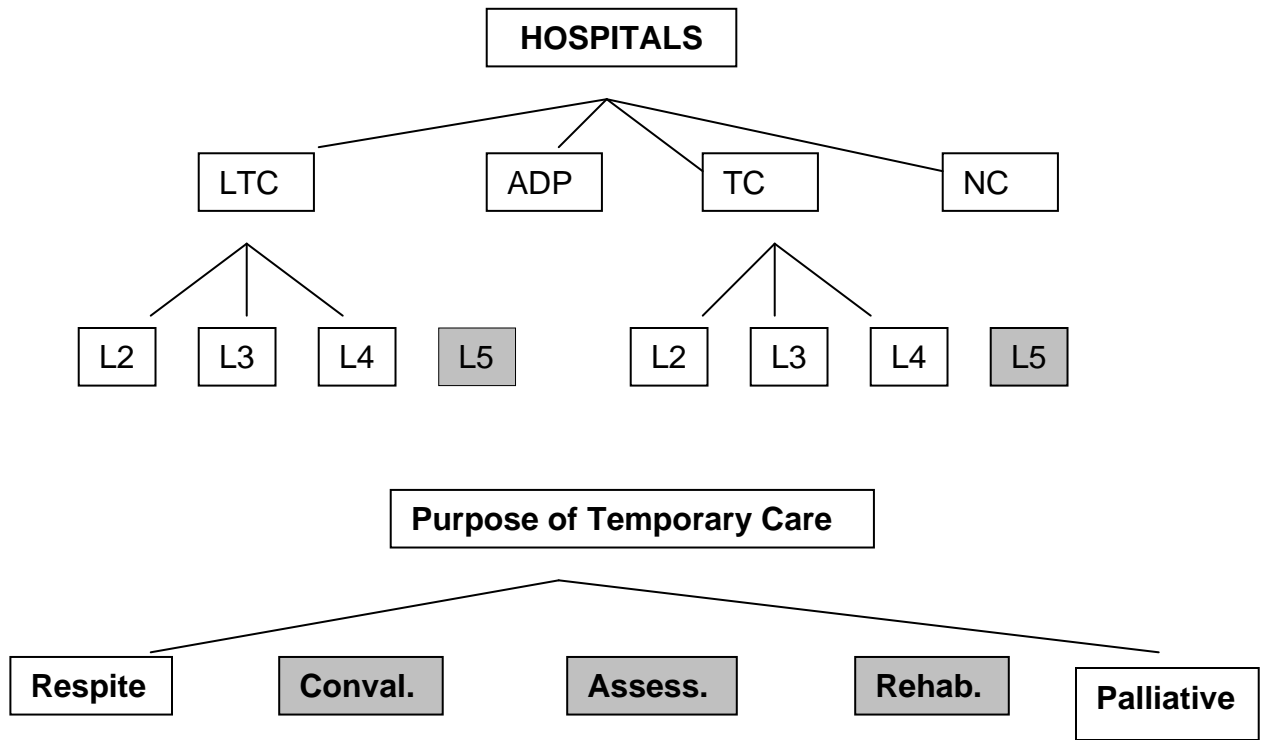 HOSPITALS
LTC
ADP
TC
NC
L2
L3
L4
L5
L2
L3
L4
L5
Purpose of Temporary Care
Respite
Conval.
Assess.
Rehab.
Palliative